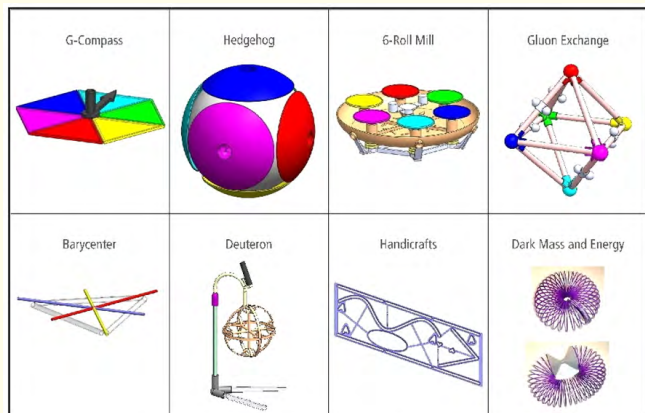 G-Compass
Hedgehog
6-Roll Mill
Gluon Exchange
Barycenter
Deuteron
Handicrafts
Dark Mass and Energy